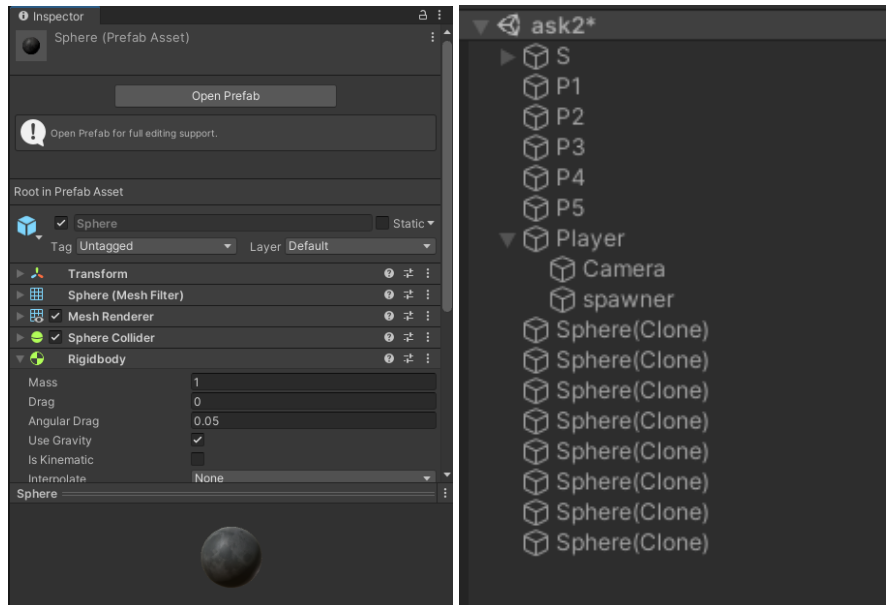 Inspector
Sphere (Prefab Asset)
Open Prefab
Open Prefab for full editing support.
Root in Prefab Asset
Sphere Static
Tag Untagged Layer Default
Transform
Sphere (Mesh Filter)
Mesh Renderer
Sphere Collider
Rigidbody
Mass 1
Drag 0
Angular Drag 0.05
Use Gravity
Is Kinematic
Interpolate None
Sphere
ask2*
S
P1
P2
P3
P4
P5
Player
Camera
spawner
Sphere(Clone)
Sphere(Clone)
Sphere(Clone)
Sphere(Clone)
Sphere(Clone)
Sphere(Clone)
Sphere(Clone)
Sphere(Clone)